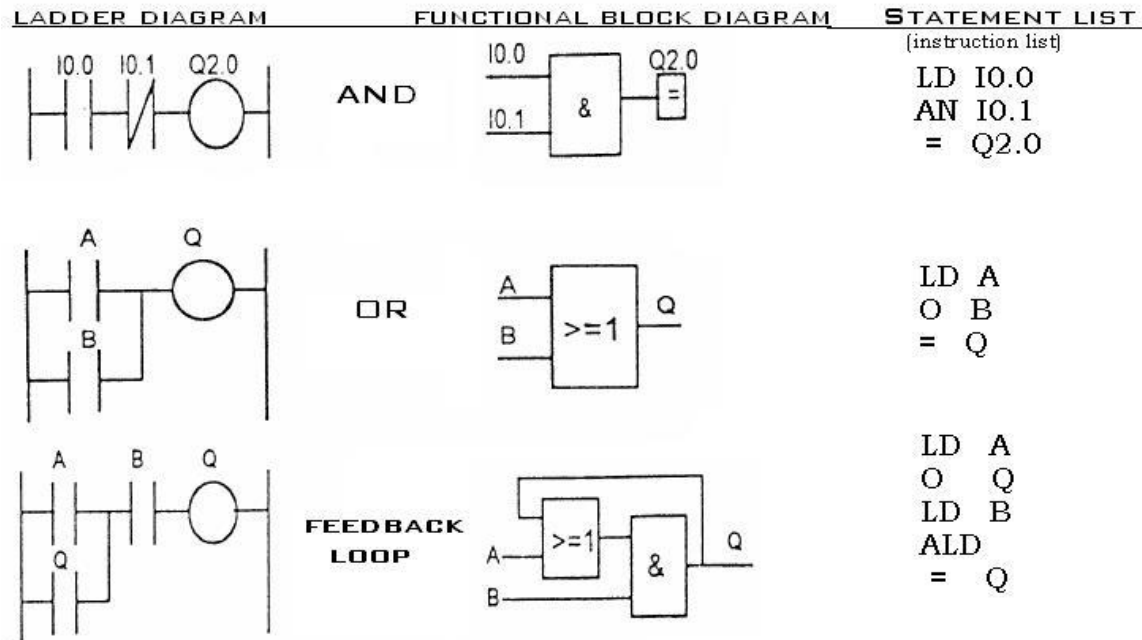 LADDER DIAGRAM FUNCTIONAL BLOCK DIAGRAM STATEMENT LIST
(instruction list)
I0.0 I0.1 Q2.0
AND
I0.0 Q2.0
& =
I0.1
LD I0.0
AN I0.1
= Q2.0
A Q
B
OR
A
B >=1 Q
LD A
O B
= Q
A B Q
Q
FEEDBACK
LOOP
>=1
A & Q
B
LD A
O Q
LD B
ALD
= Q